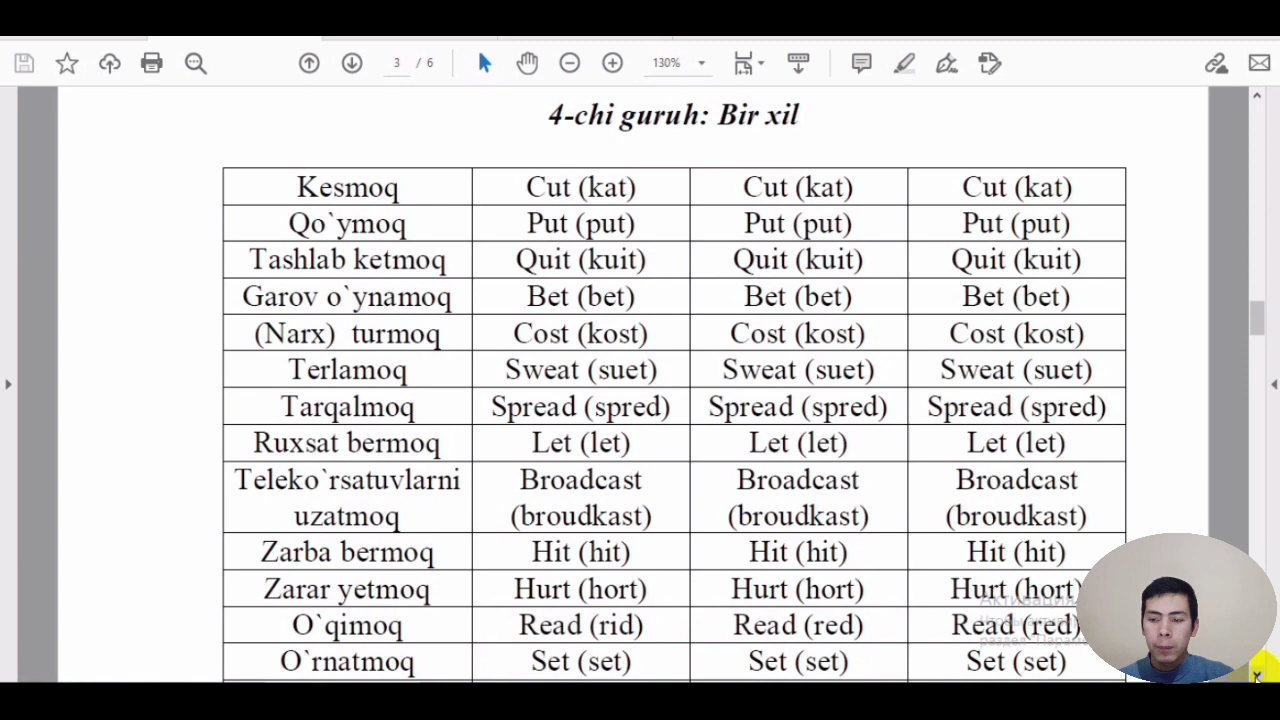 3 / 6
130%
4-chi guruh: Bir xil
Kesmoq Cut (kat) Cut (kat) Cut (kat)
Qo`ymoq Put (put) Put (put) Put (put)
Tashlab ketmoq Quit (kuit) Quit (kuit) Quit (kuit)
Garov o`ynamoq Bet (bet) Bet (bet) Bet (bet)
(Narx) turmoq Cost (kost) Cost (kost) Cost (kost)
Terlamoq Sweat (suet) Sweat (suet) Sweat (suet)
Tarqalmoq Spread (spred) Spread (spred) Spread (spred)
Ruxsat bermoq Let (let) Let (let) Let (let)
Teleko`rsatuvlarni Broadcast Broadcast Broadcast
uzatmoq (broudkast) (broudkast) (broudkast)
Zarba bermoq Hit (hit) Hit (hit) Hit (hit)
Zarar yetmoq Hurt (hort) Hurt (hort) Hurt (hort)
O`qimoq Read (rid) Read (red) Read (red)
O`rnatmoq Set (set) Set (set) Set (set)